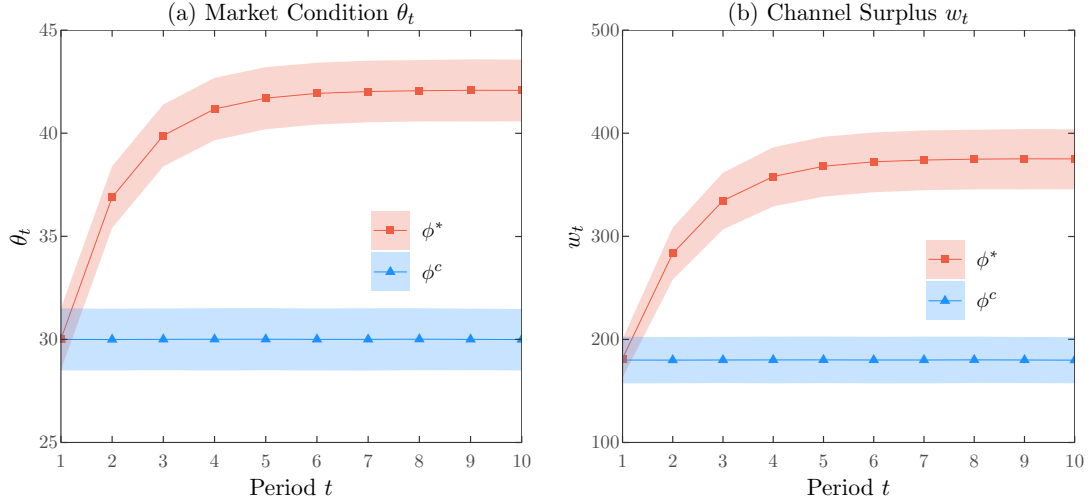 (a) Market Condition θ_t
45
40
35
30
25
θ_t
ϕ*
ϕ^c
1 2 3 4 5 6 7 8 9 10
Period t
(b) Channel Surplus w_t
500
400
300
200
100
w_t
ϕ*
ϕ^c
1 2 3 4 5 6 7 8 9 10
Period t